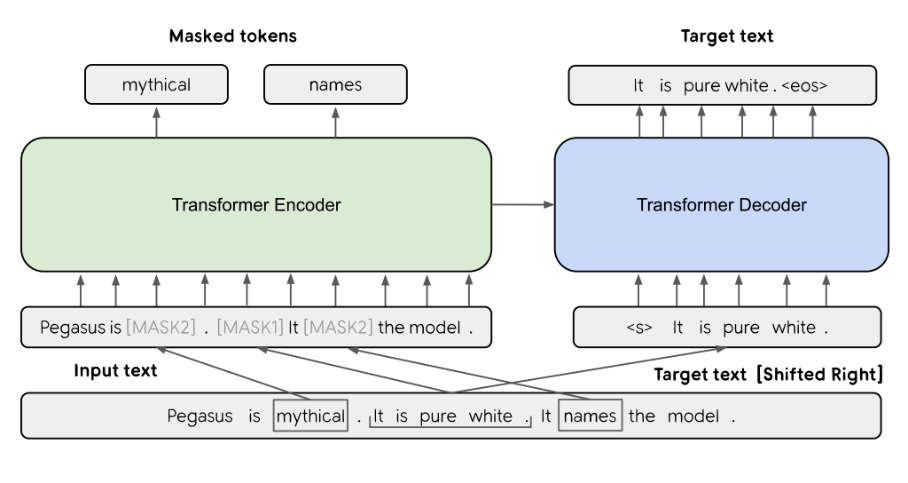 Masked tokens
Target text
mythical
names
It is pure white . <eos>
Transformer Encoder
Transformer Decoder
Pegasus is [MASK2] . [MASK1] It [MASK2] the model .
<s> It is pure white .
Input text
Target text [Shifted Right]
Pegasus is mythical . It is pure white . It names the model .